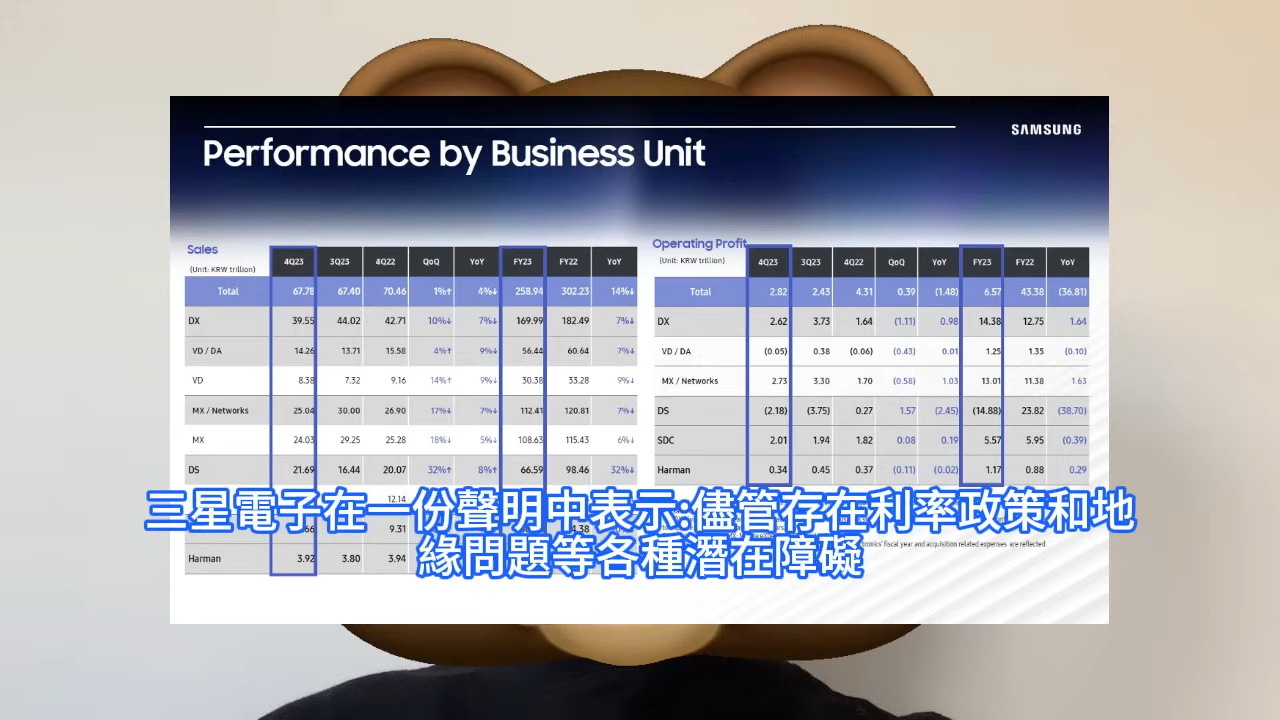 SAMSUNG
Performance by Business Unit
Sales
(Unit: KRW trillion)
4Q23 3Q23 4Q22 QoQ YoY FY23 FY22 YoY
Total 67.78 67.40 70.46 1%↑ 4%↓ 258.94 302.23 14%↓
DX 39.55 44.02 42.71 10%↓ 7%↓ 169.99 182.49 7%↓
VD / DA 14.26 13.71 15.58 4%↑ 9%↓ 56.44 60.64 7%↓
VD 8.38 7.32 9.16 14%↑ 9%↓ 30.38 33.28 9%↓
MX / Networks 25.04 30.00 26.90 17%↓ 7%↓ 112.41 120.81 7%↓
MX 24.03 29.25 25.28 18%↓ 5%↓ 108.63 115.43 6%↓
DS 21.69 16.44 20.07 32%↑ 8%↑ 66.59 98.46 32%↓
12.14
9.31
Harman 3.92 3.80 3.94
Operating Profit
(Unit: KRW trillion)
4Q23 3Q23 4Q22 QoQ YoY FY23 FY22 YoY
Total 2.82 2.43 4.31 0.39 (1.48) 6.57 43.38 (36.81)
DX 2.62 3.73 1.64 (1.11) 0.98 14.38 12.75 1.64
VD / DA (0.05) 0.38 (0.06) (0.43) 0.01 1.25 1.35 (0.10)
MX / Networks 2.73 3.30 1.70 (0.58) 1.03 13.01 11.38 1.63
DS (2.18) (3.75) 0.27 1.57 (2.45) (14.88) 23.82 (38.70)
SDC 2.01 1.94 1.82 0.08 0.19 5.57 5.95 (0.39)
Harman 0.34 0.45 0.37 (0.11) (0.02) 1.17 0.88 0.29
fiscal year and acquisition related expenses are reflected.
三星電子在一份聲明中表示:儘管存在利率政策和地
緣問題等各種潛在障礙